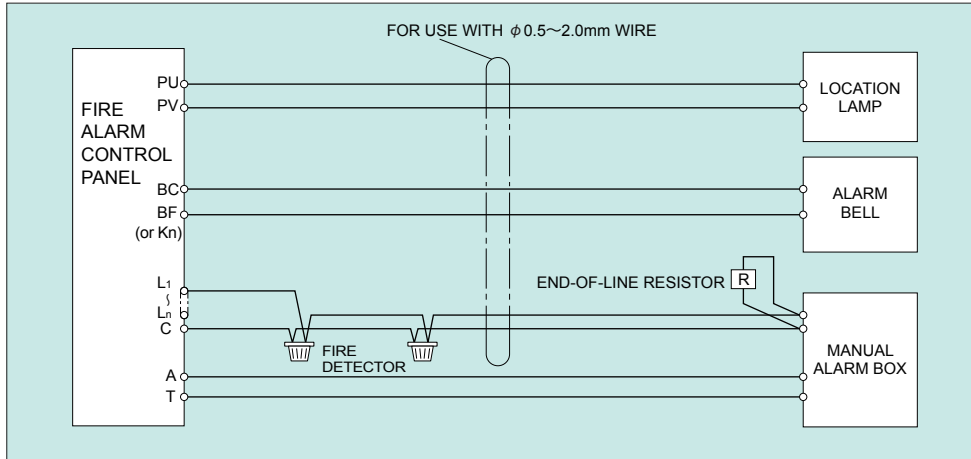 FOR USE WITH φ0.5～2.0mm WIRE
FIRE
ALARM
CONTROL
PANEL
PU
PV
BC
BF
(or Kn)
L1
～
Ln
C
A
T
LOCATION
LAMP
ALARM
BELL
END-OF-LINE RESISTOR
R
FIRE
DETECTOR
MANUAL
ALARM BOX